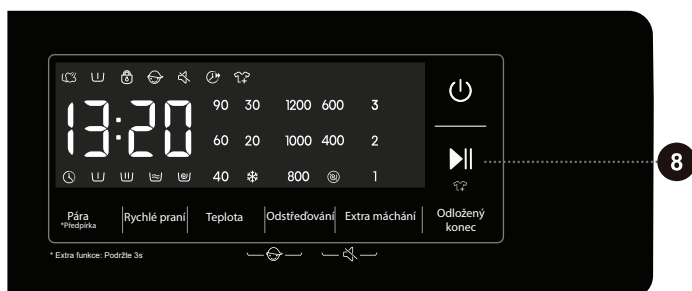 13:20
90 30 1200 600 3
60 20 1000 400 2
40 800 1
8
Pára
*Předpírka
Rychlé praní
Teplota
Odstřeďování
Extra máchání
Odložený
konec
* Extra funkce: Podržte 3s